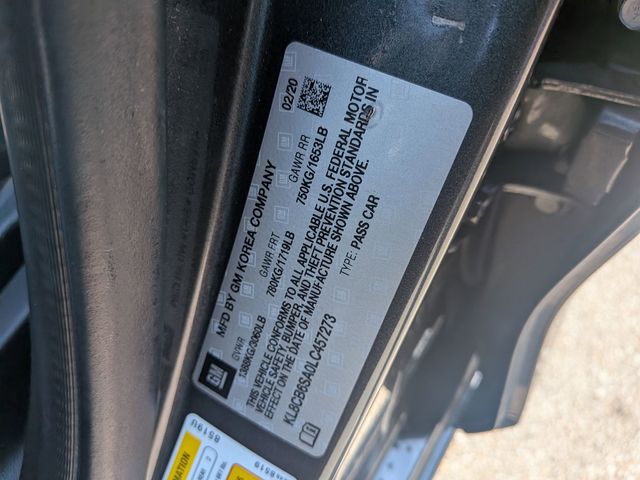 MFD BY GM KOREA COMPANY
02/20
GVWR
GAWR FRT
GAWR RR
1388KG/3060LB
780KG/1719LB
750KG/1653LB
THIS VEHICLE CONFORMS TO ALL APPLICABLE U.S. FEDERAL MOTOR
VEHICLE SAFETY, BUMPER, AND THEFT PREVENTION STANDARDS IN
EFFECT ON THE DATE OF MANUFACTURE SHOWN ABOVE.
TYPE: PASS CAR
KL8CB6SA0LC457273
GM
8519U